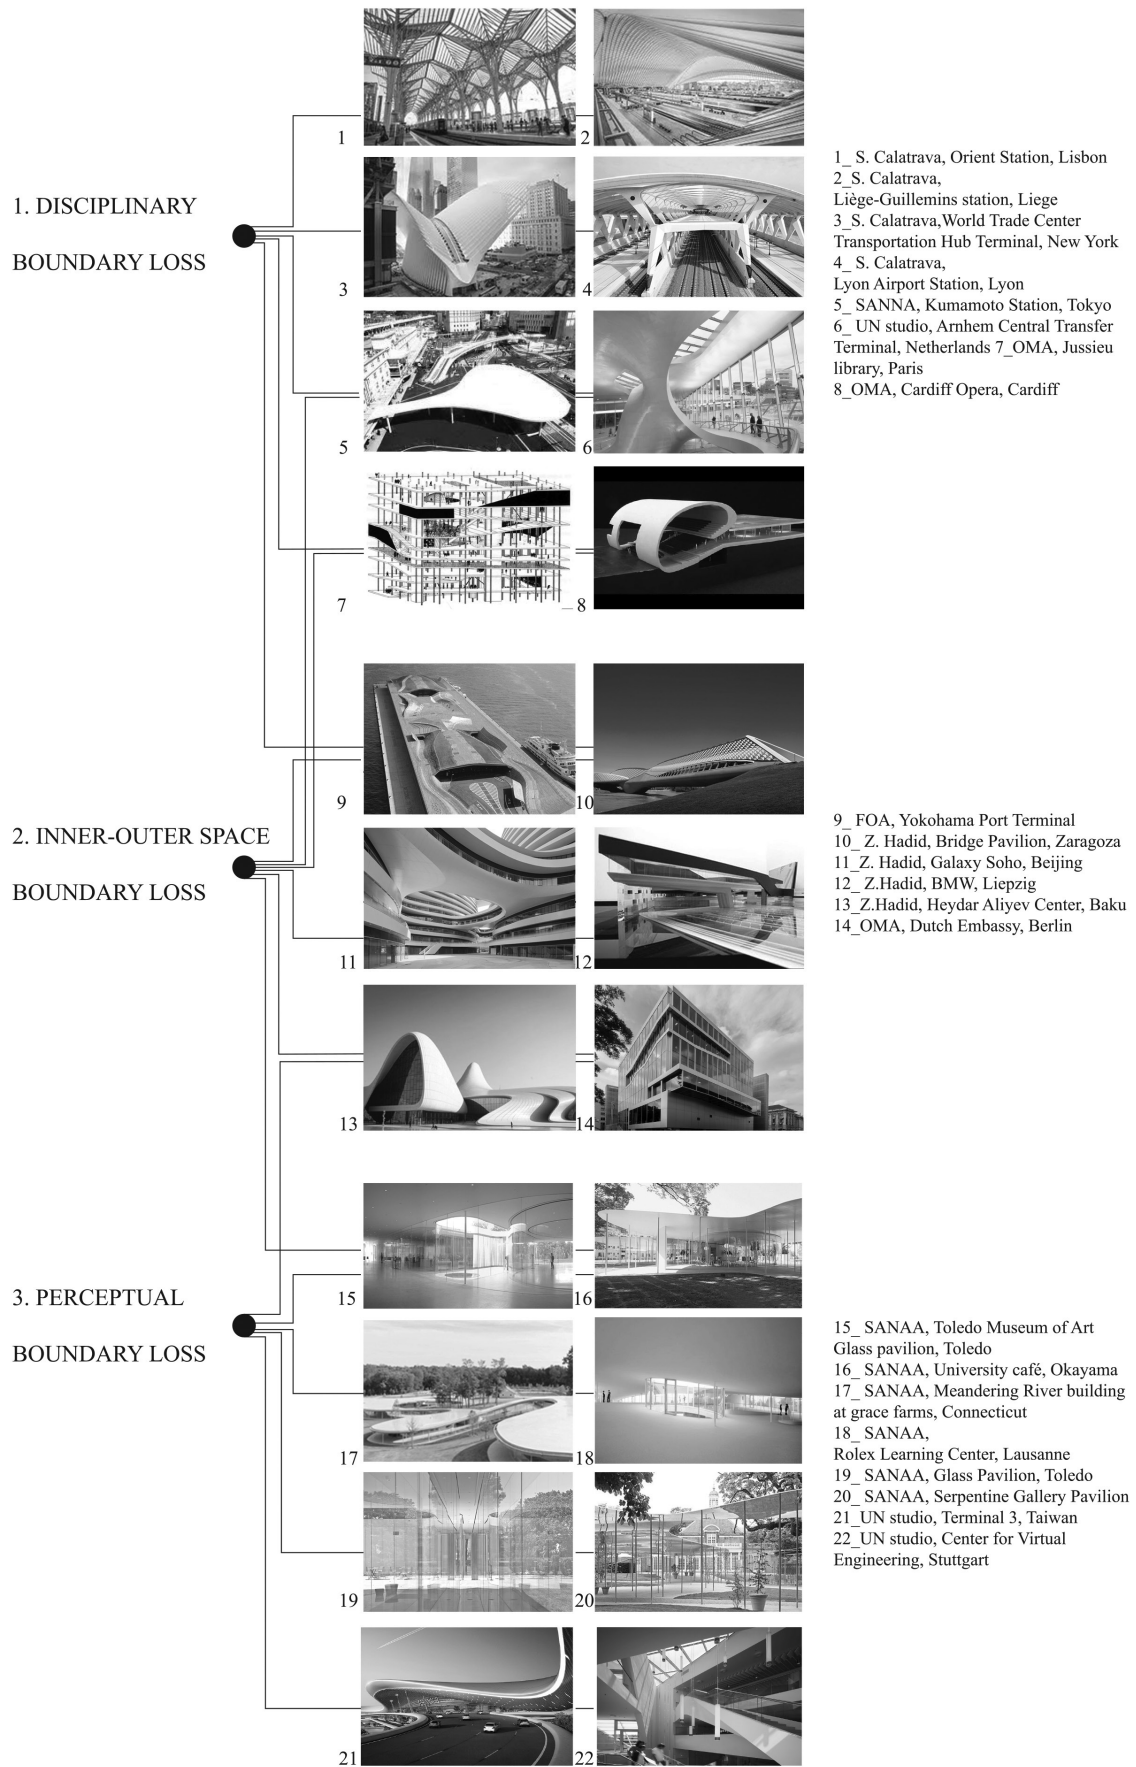 1. DISCIPLINARY
BOUNDARY LOSS
1
2
3
4
5
6
7
_ 8
1_ S. Calatrava, Orient Station, Lisbon
2_S. Calatrava,
Liège-Guillemins station, Liege
3_S. Calatrava,World Trade Center
Transportation Hub Terminal, New York
4_ S. Calatrava,
Lyon Airport Station, Lyon
5_ SANNA, Kumamoto Station, Tokyo
6_ UN studio, Arnhem Central Transfer
Terminal, Netherlands 7_OMA, Jussieu
library, Paris
8_OMA, Cardiff Opera, Cardiff
2. INNER-OUTER SPACE
BOUNDARY LOSS
9
10
11
12
13
14
9_ FOA, Yokohama Port Terminal
10_ Z. Hadid, Bridge Pavilion, Zaragoza
11_Z. Hadid, Galaxy Soho, Beijing
12_ Z.Hadid, BMW, Liepzig
13_Z.Hadid, Heydar Aliyev Center, Baku
14_OMA, Dutch Embassy, Berlin
3. PERCEPTUAL
BOUNDARY LOSS
15
16
17
18
19
20
21
22
15_ SANAA, Toledo Museum of Art
Glass pavilion, Toledo
16_ SANAA, University café, Okayama
17_ SANAA, Meandering River building
at grace farms, Connecticut
18_ SANAA,
Rolex Learning Center, Lausanne
19_ SANAA, Glass Pavilion, Toledo
20_ SANAA, Serpentine Gallery Pavilion
21_UN studio, Terminal 3, Taiwan
22_UN studio, Center for Virtual
Engineering, Stuttgart